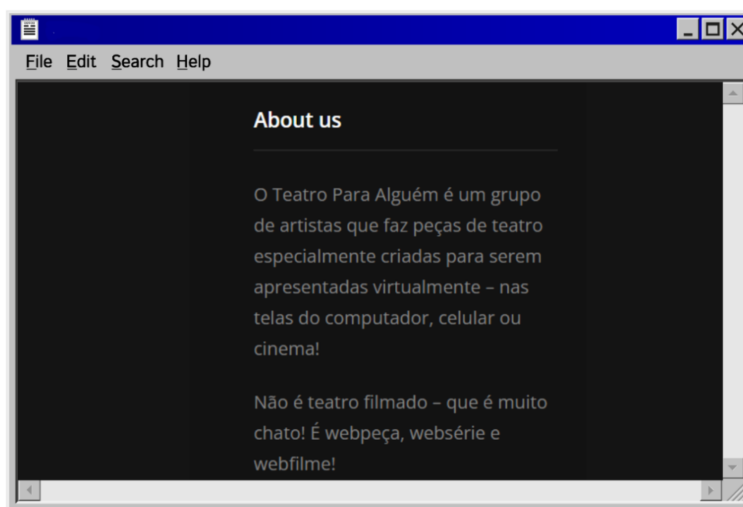 File Edit Search Help
About us
O Teatro Para Alguém é um grupo
de artistas que faz peças de teatro
especialmente criadas para serem
apresentadas virtualmente – nas
telas do computador, celular ou
cinema!
Não é teatro filmado – que é muito
chato! É webpeça, websérie e
webfilme!